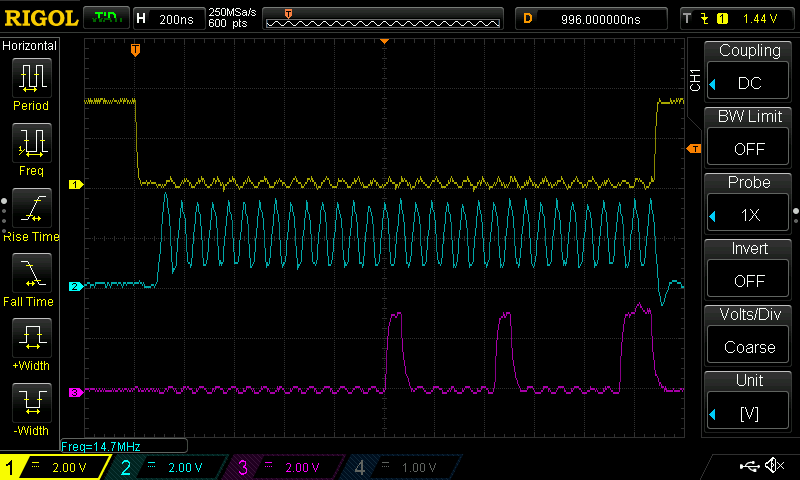 RIGOL T'D H 200ns 250MSa/s 600 pts T D 996.000000ns T 1 1.44 V
Horizontal
Period
Freq
Rise Time
Fall Time
+Width
-Width
T
1
2
3
T
CH1
Coupling
DC
BW Limit
OFF
Probe
1X
Invert
OFF
Volts/Div
Coarse
Unit
[V]
Freq=14.7MHz
1 2.00 V 2 2.00 V 3 2.00 V 4 1.00 V